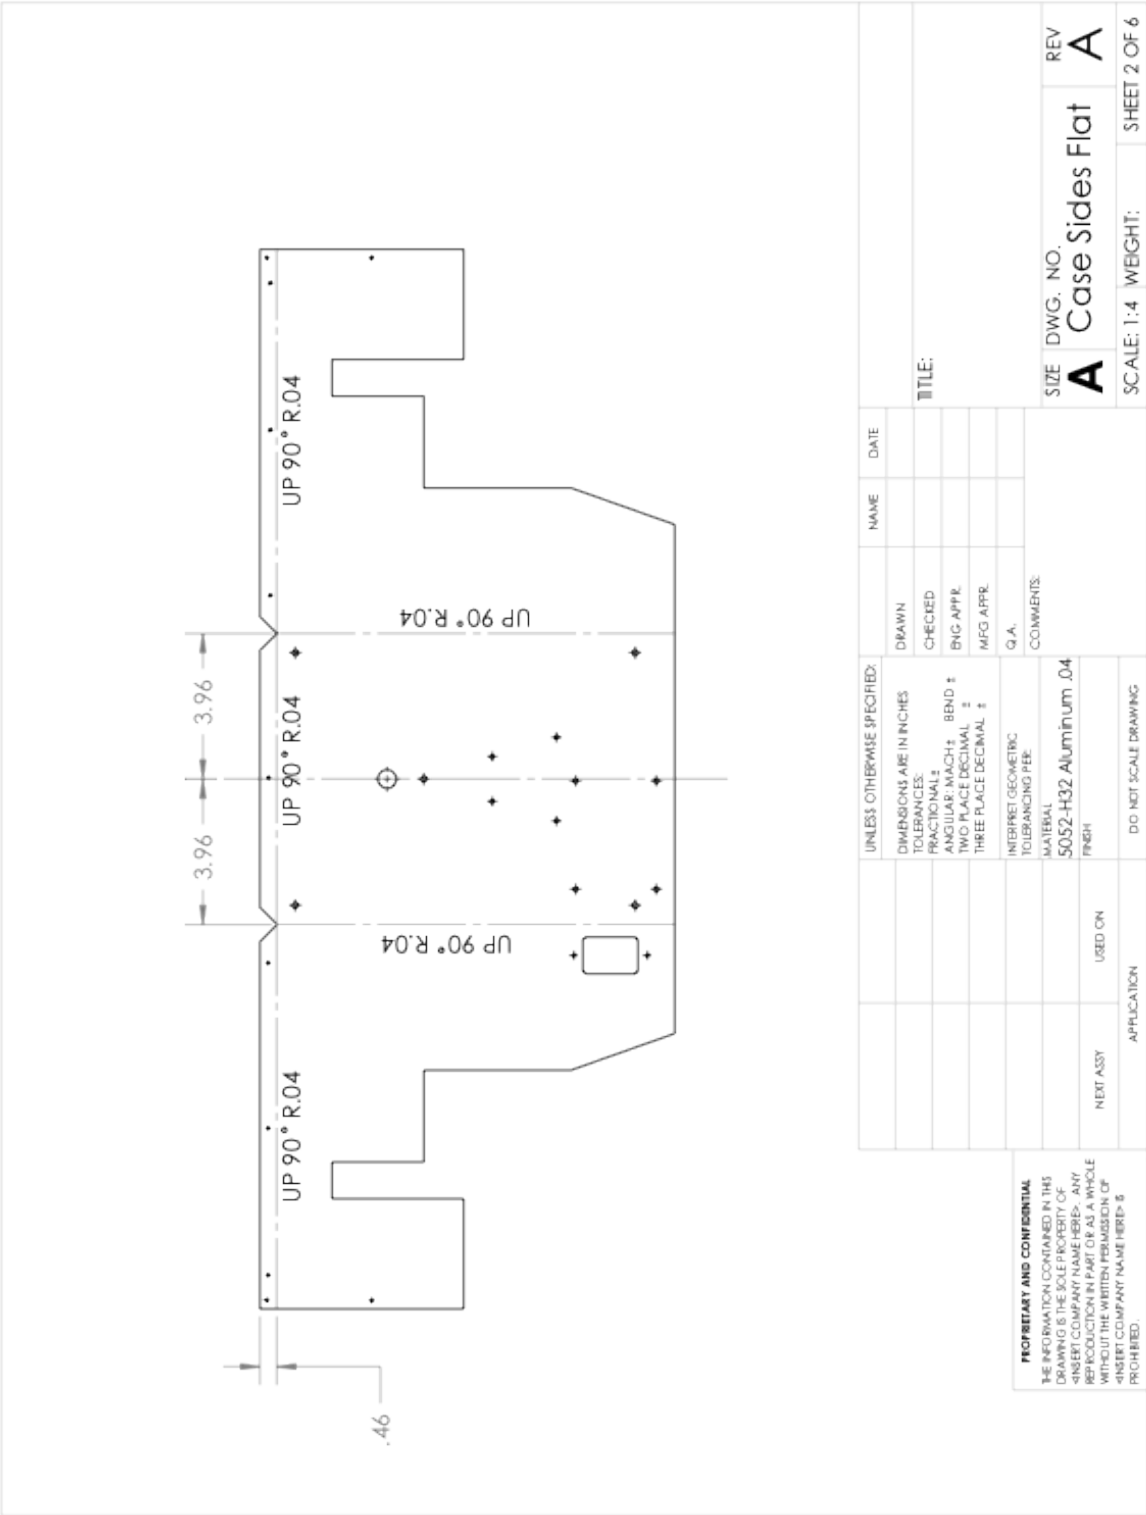 3.96
3.96
.46
UP 90° R.04
UP 90° R.04
UP 90° R.04
UP 90° R.04
UP 90° R.04
PROPRIETARY AND CONFIDENTIAL
THE INFORMATION CONTAINED IN THIS
DRAWING IS THE SOLE PROPERTY OF
<INSERT COMPANY NAME HERE>. ANY
REPRODUCTION IN PART OR AS A WHOLE
WITHOUT THE WRITTEN PERMISSION OF
<INSERT COMPANY NAME HERE> IS
PROHIBITED.
NEXT ASSY
USED ON
APPLICATION
UNLESS OTHERWISE SPECIFIED:
DIMENSIONS ARE IN INCHES
TOLERANCES:
FRACTIONAL ±
ANGULAR: MACH ± BEND ±
TWO PLACE DECIMAL ±
THREE PLACE DECIMAL ±
INTERPRET GEOMETRIC
TOLERANCING PER:
MATERIAL
5052-H32 Aluminum .04
FINISH
DO NOT SCALE DRAWING
NAME
DATE
DRAWN
CHECKED
ENG APPR.
MFG APPR.
Q.A.
COMMENTS:
TITLE:
SIZE
A
DWG. NO.
Case Sides Flat
REV
A
SCALE: 1:4
WEIGHT:
SHEET 2 OF 6